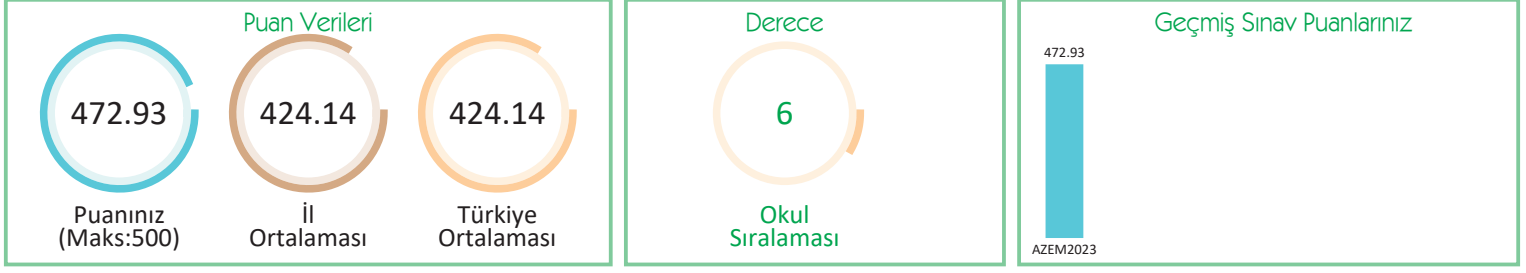 Puan Verileri
472.93
424.14
424.14
Puanınız
(Maks:500)
İl
Ortalaması
Türkiye
Ortalaması
Derece
6
Okul
Sıralaması
Geçmiş Sınav Puanlarınız
472.93
AZEM2023